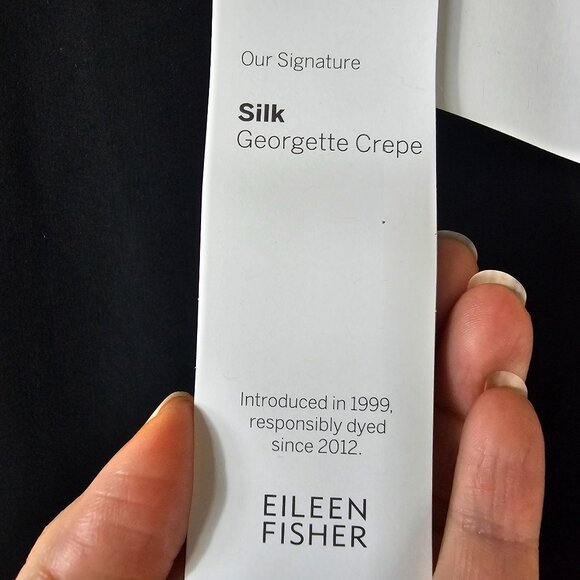 Our Signature
Silk
Georgette Crepe
Introduced in 1999,
responsibly dyed
since 2012.
EILEEN
FISHER